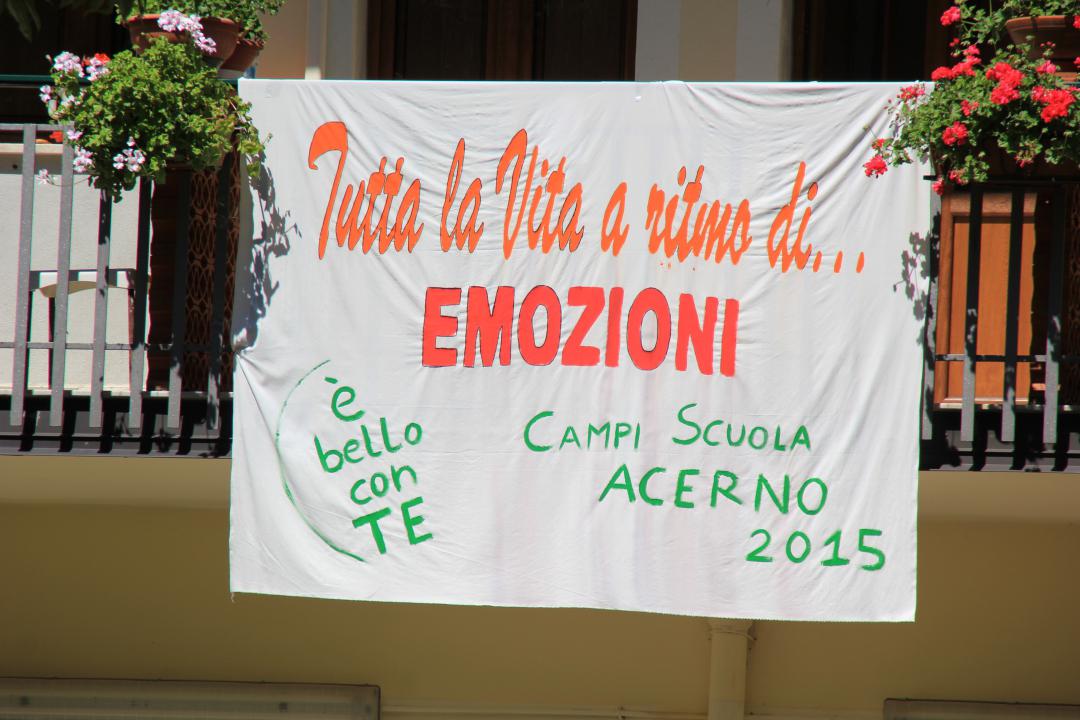 Tutta la Vita a ritmo di...
EMOZIONI
è
bello
con
TE
CAMPI SCUOLA
ACERNO
2015